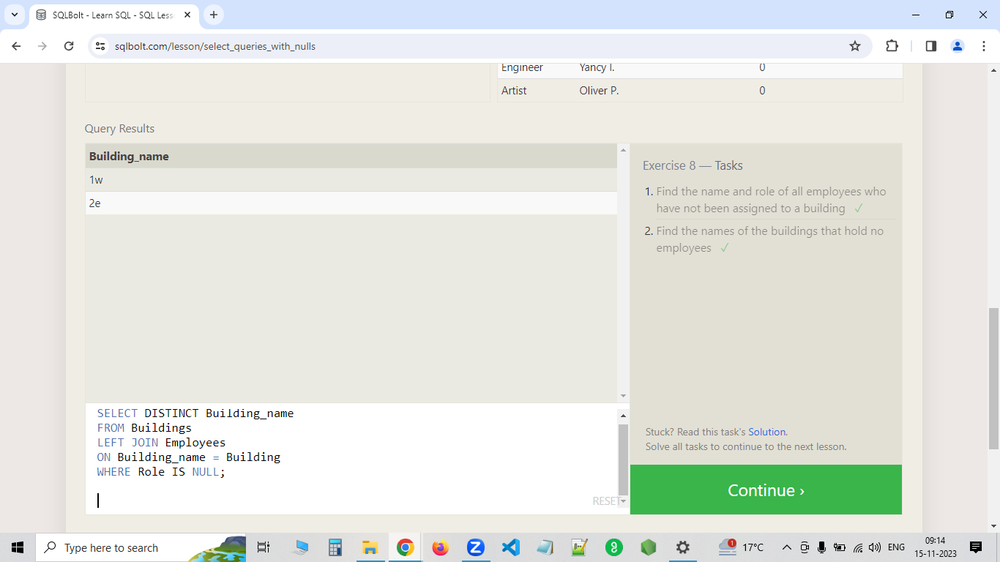 SQLBolt - Learn SQL - SQL Less
sqlbolt.com/lesson/select_queries_with_nulls
Engineer Yancy I. 0
Artist Oliver P. 0
Query Results
Building_name
1w
2e
Exercise 8 — Tasks
1. Find the name and role of all employees who
have not been assigned to a building ✓
2. Find the names of the buildings that hold no
employees ✓
SELECT DISTINCT Building_name
FROM Buildings
LEFT JOIN Employees
ON Building_name = Building
WHERE Role IS NULL;
RESET
Stuck? Read this task's Solution.
Solve all tasks to continue to the next lesson.
Continue ›
Type here to search
1
17°C
ENG
09:14
15-11-2023